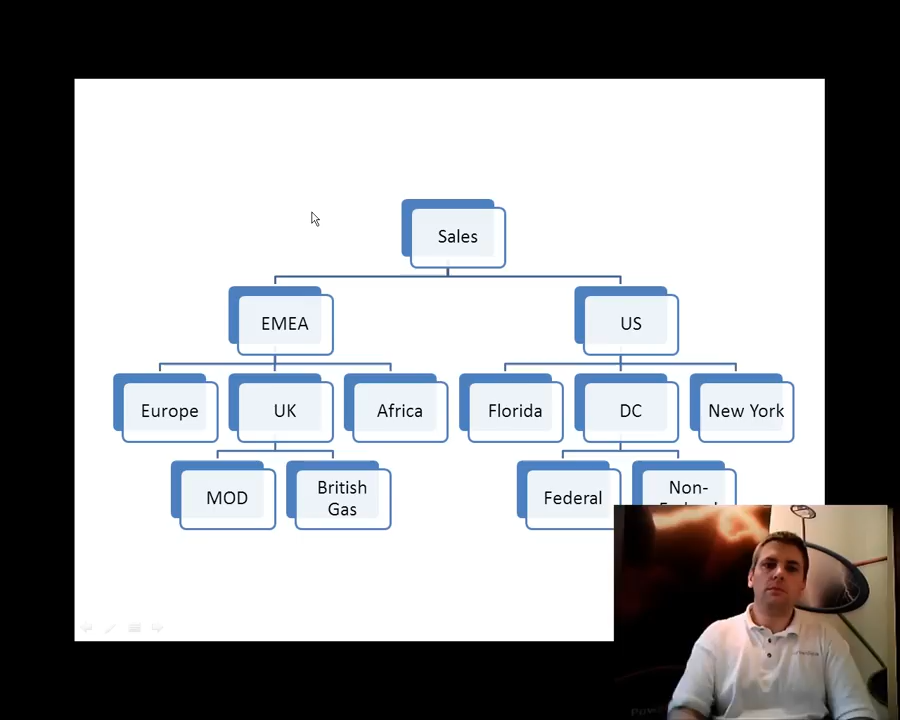 Sales
EMEA
US
Europe
UK
Africa
Florida
DC
New York
MOD
British
Gas
Federal
Non-